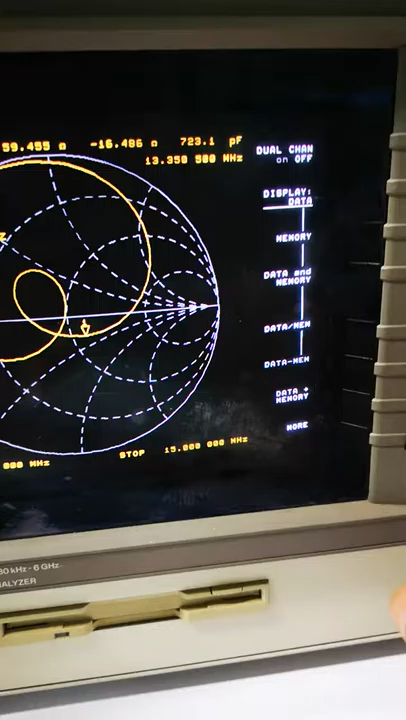 59.455 Ω -16.486 Ω 723.1 pF
13.350 500 MHz
DUAL CHAN
on OFF
DISPLAY:
DATA
MEMORY
DATA and
MEMORY
DATA/MEM
DATA-MEM
DATA +
MEMORY
MORE
000 MHz STOP 15.000 000 MHz
30 kHz - 6 GHz
ALYZER